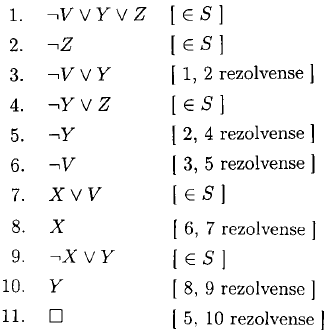 1. ¬V ∨ Y ∨ Z [ ∈ S ]
2. ¬Z [ ∈ S ]
3. ¬V ∨ Y [ 1, 2 rezolvense ]
4. ¬Y ∨ Z [ ∈ S ]
5. ¬Y [ 2, 4 rezolvense ]
6. ¬V [ 3, 5 rezolvense ]
7. X ∨ V [ ∈ S ]
8. X [ 6, 7 rezolvense ]
9. ¬X ∨ Y [ ∈ S ]
10. Y [ 8, 9 rezolvense ]
11. □ [ 5, 10 rezolvense ]